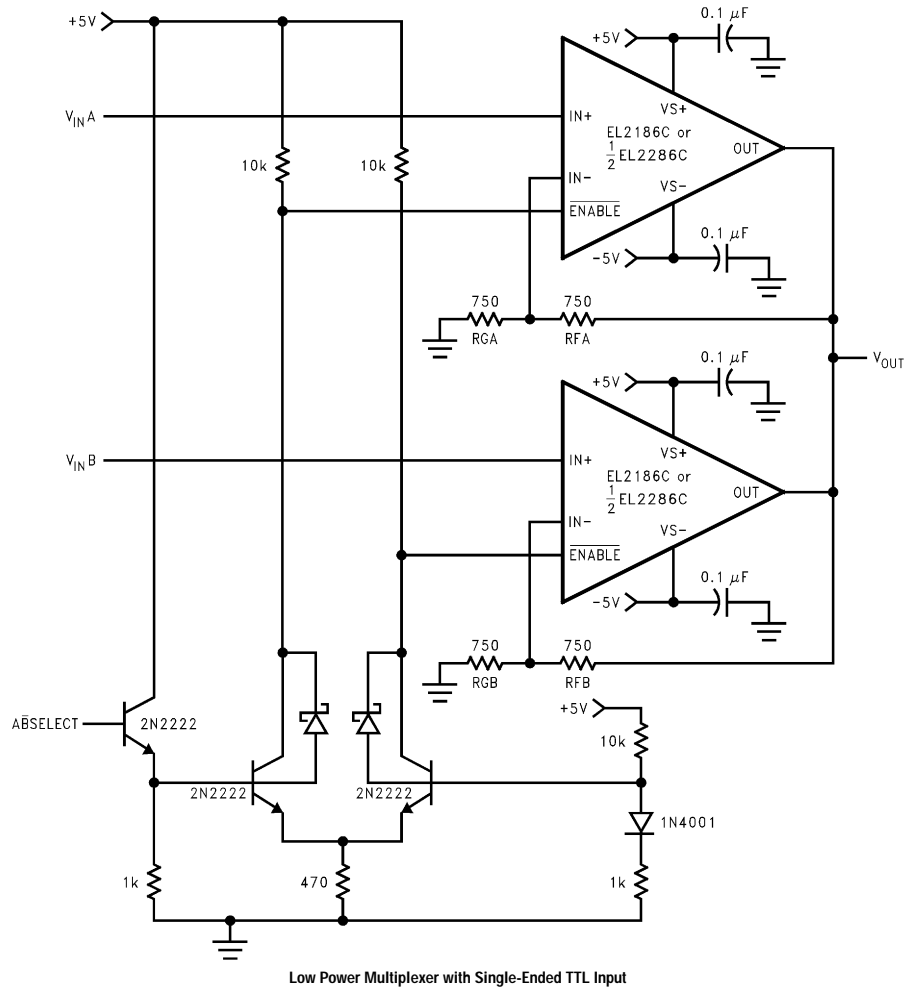 +5V
0.1 μF
+5V
V_IN A
IN+
VS+
EL2186C or
1/2 EL2286C
OUT
10k
10k
IN-
VS-
ENABLE
0.1 μF
-5V
750
750
RGA
RFA
0.1 μF
V_OUT
+5V
V_IN B
IN+
VS+
EL2186C or
1/2 EL2286C
OUT
IN-
VS-
ENABLE
0.1 μF
-5V
750
750
RGB
RFB
+5V
AB̅SELECT
2N2222
10k
2N2222
2N2222
1N4001
1k
470
1k
Low Power Multiplexer with Single-Ended TTL Input